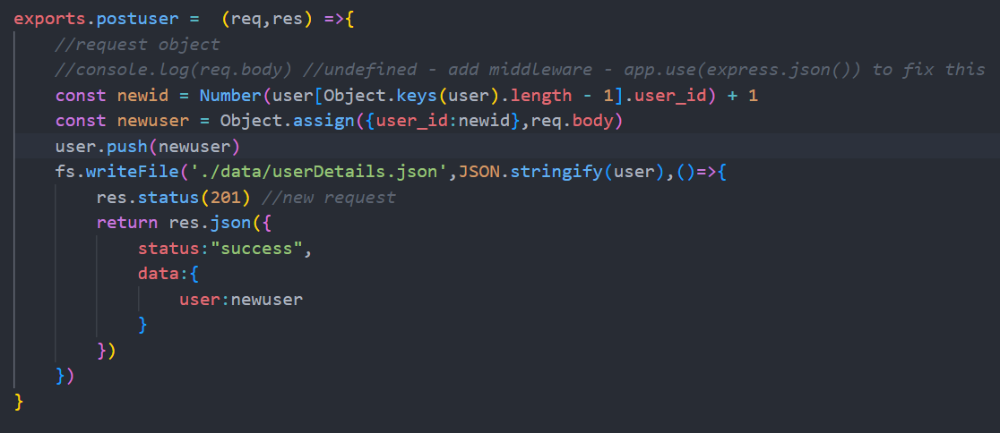 exports.postuser =  (req,res) =>{
    //request object
    //console.log(req.body) //undefined - add middleware - app.use(express.json()) to fix this
    const newid = Number(user[Object.keys(user).length - 1].user_id) + 1
    const newuser = Object.assign({user_id:newid},req.body)
    user.push(newuser)
    fs.writeFile('./data/userDetails.json',JSON.stringify(user),()=>{
        res.status(201) //new request
        return res.json({
            status:"success",
            data:{
                user:newuser
            }
        })
    })
}